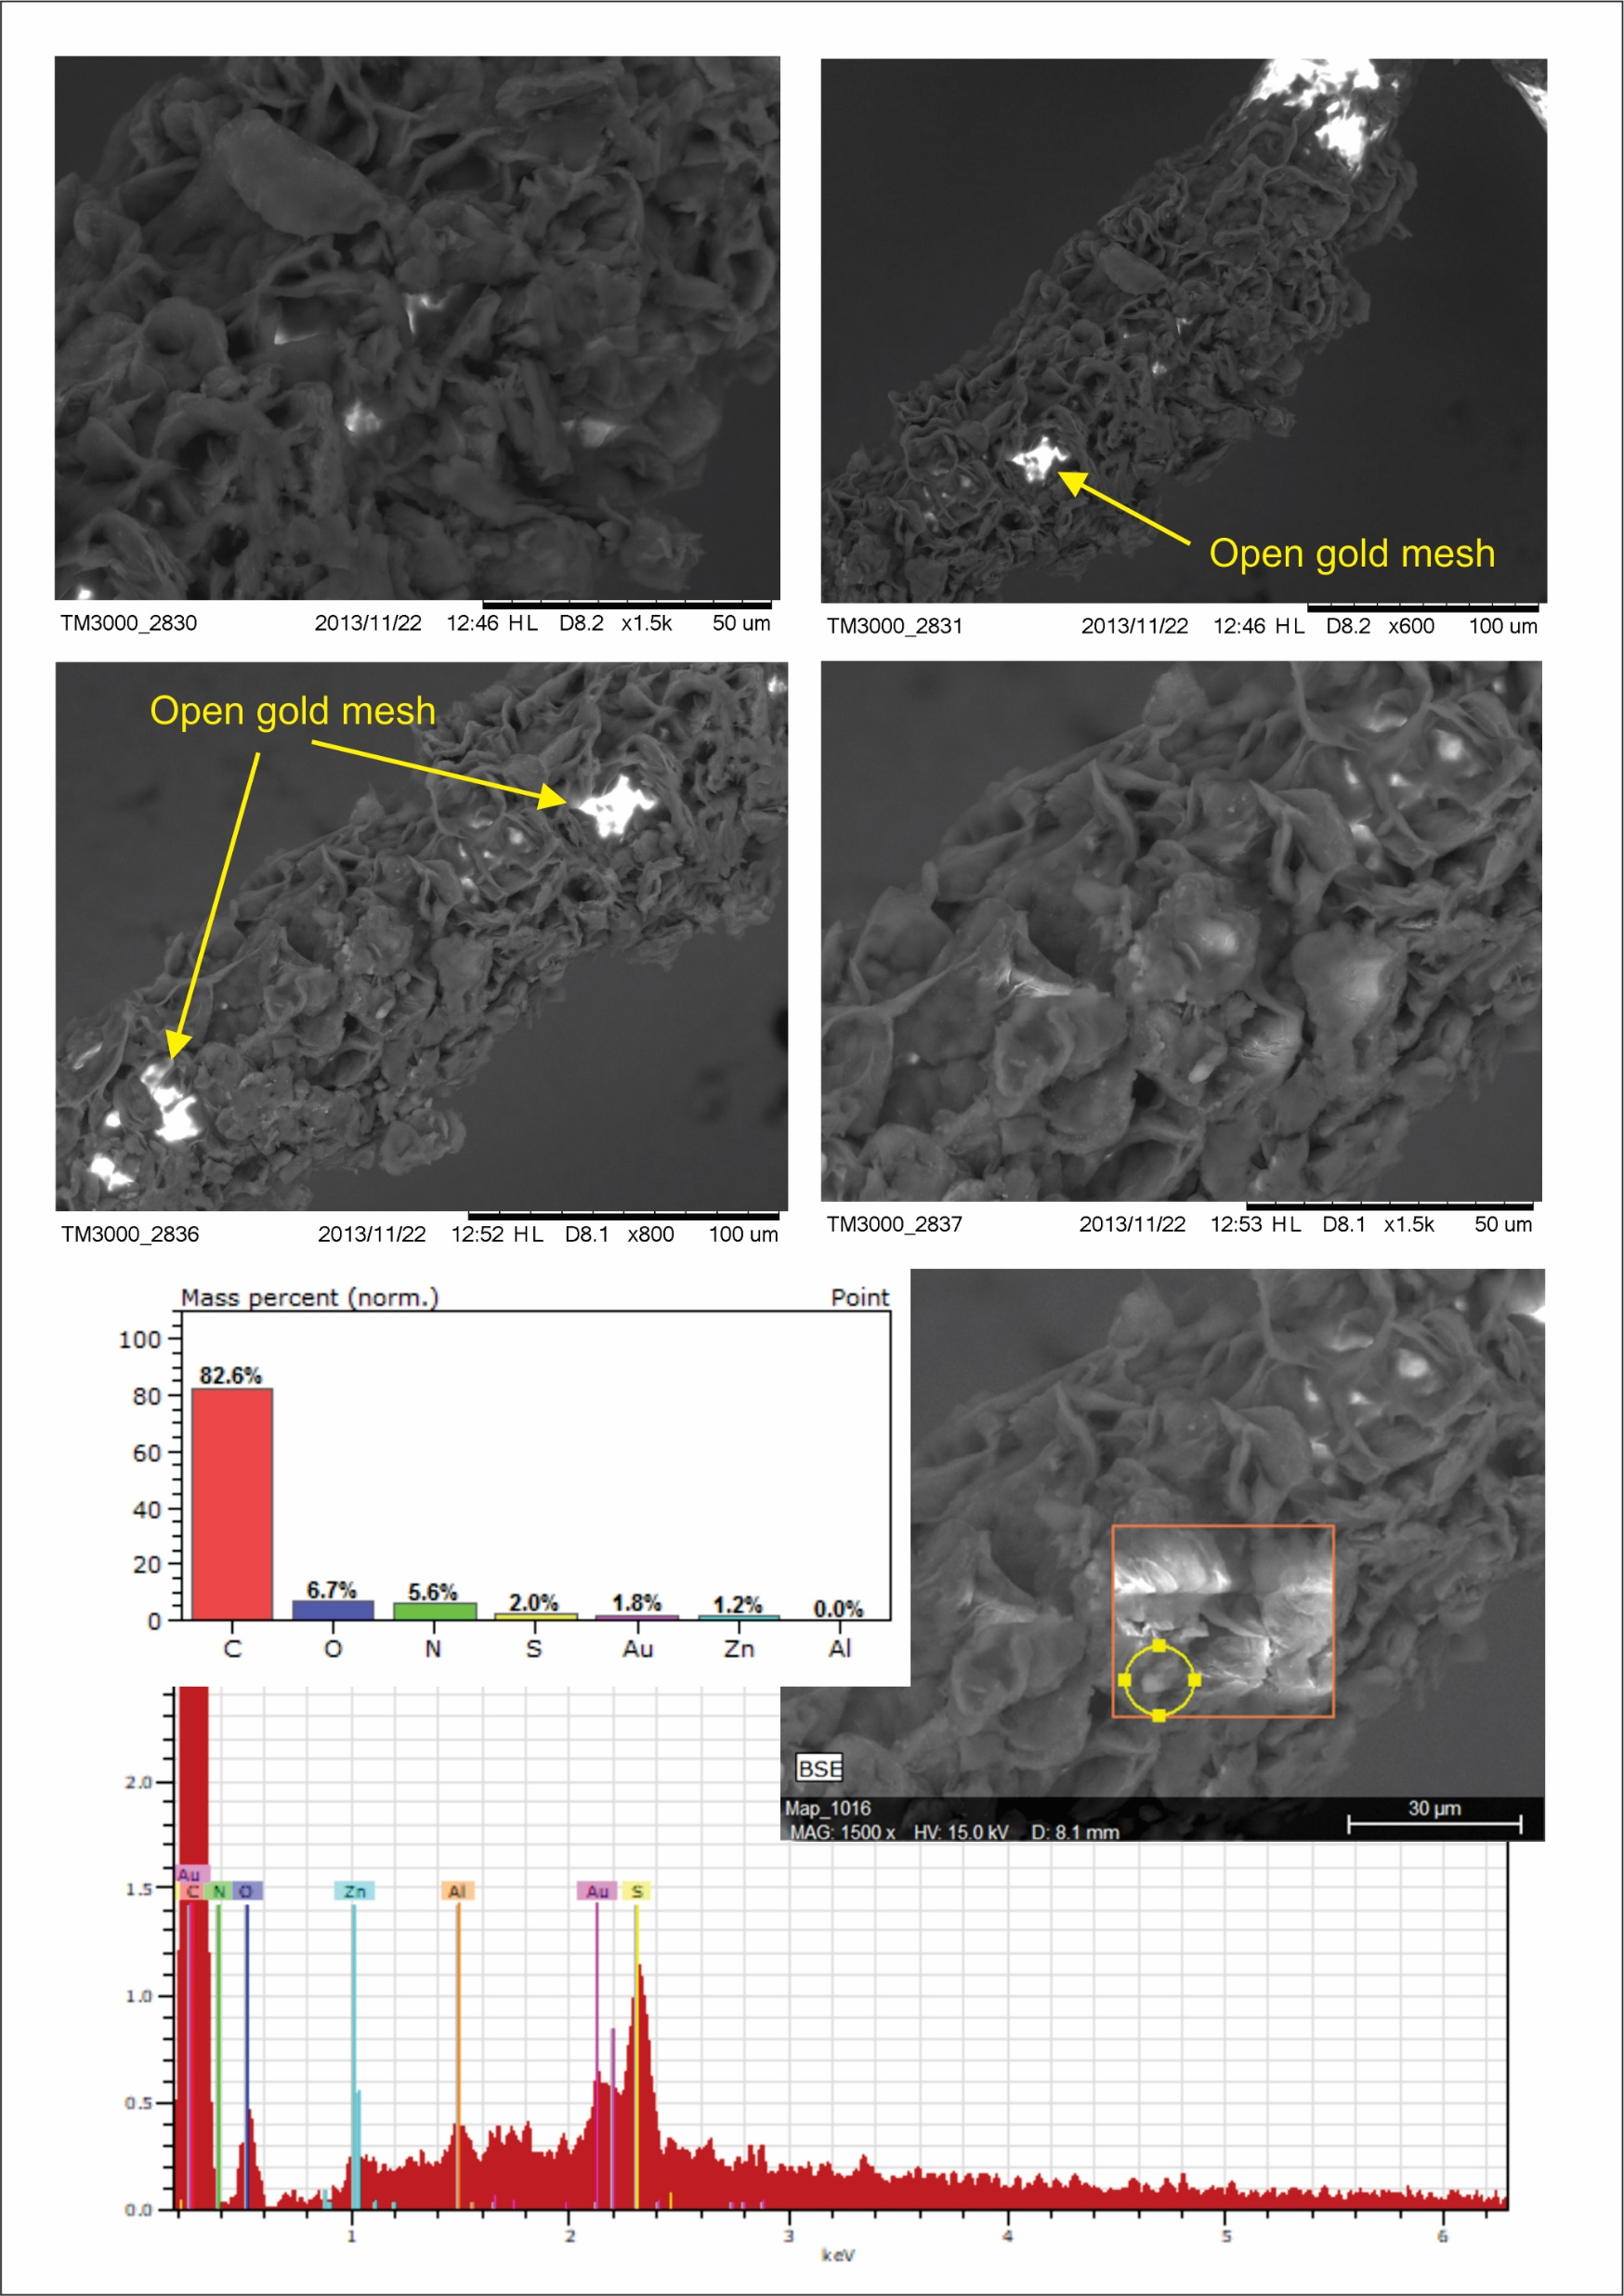 Open gold mesh
TM3000_2830 2013/11/22 12:46 HL D8.2 x1.5k 50 um
TM3000_2831 2013/11/22 12:46 HL D8.2 x600 100 um
Open gold mesh
TM3000_2836 2013/11/22 12:52 HL D8.1 x800 100 um
TM3000_2837 2013/11/22 12:53 HL D8.1 x1.5k 50 um
Mass percent (norm.) Point
100
80
60
40
20
0
82.6% 6.7% 5.6% 2.0% 1.8% 1.2% 0.0%
C O N S Au Zn Al
BSE
Map_1016 30 µm
MAG: 1500 x HV: 15.0 kV D: 8.1 mm
2.0
1.5
1.0
0.5
0.0
Au
C N O Zn Al Au S
1 2 3 4 5 6
keV